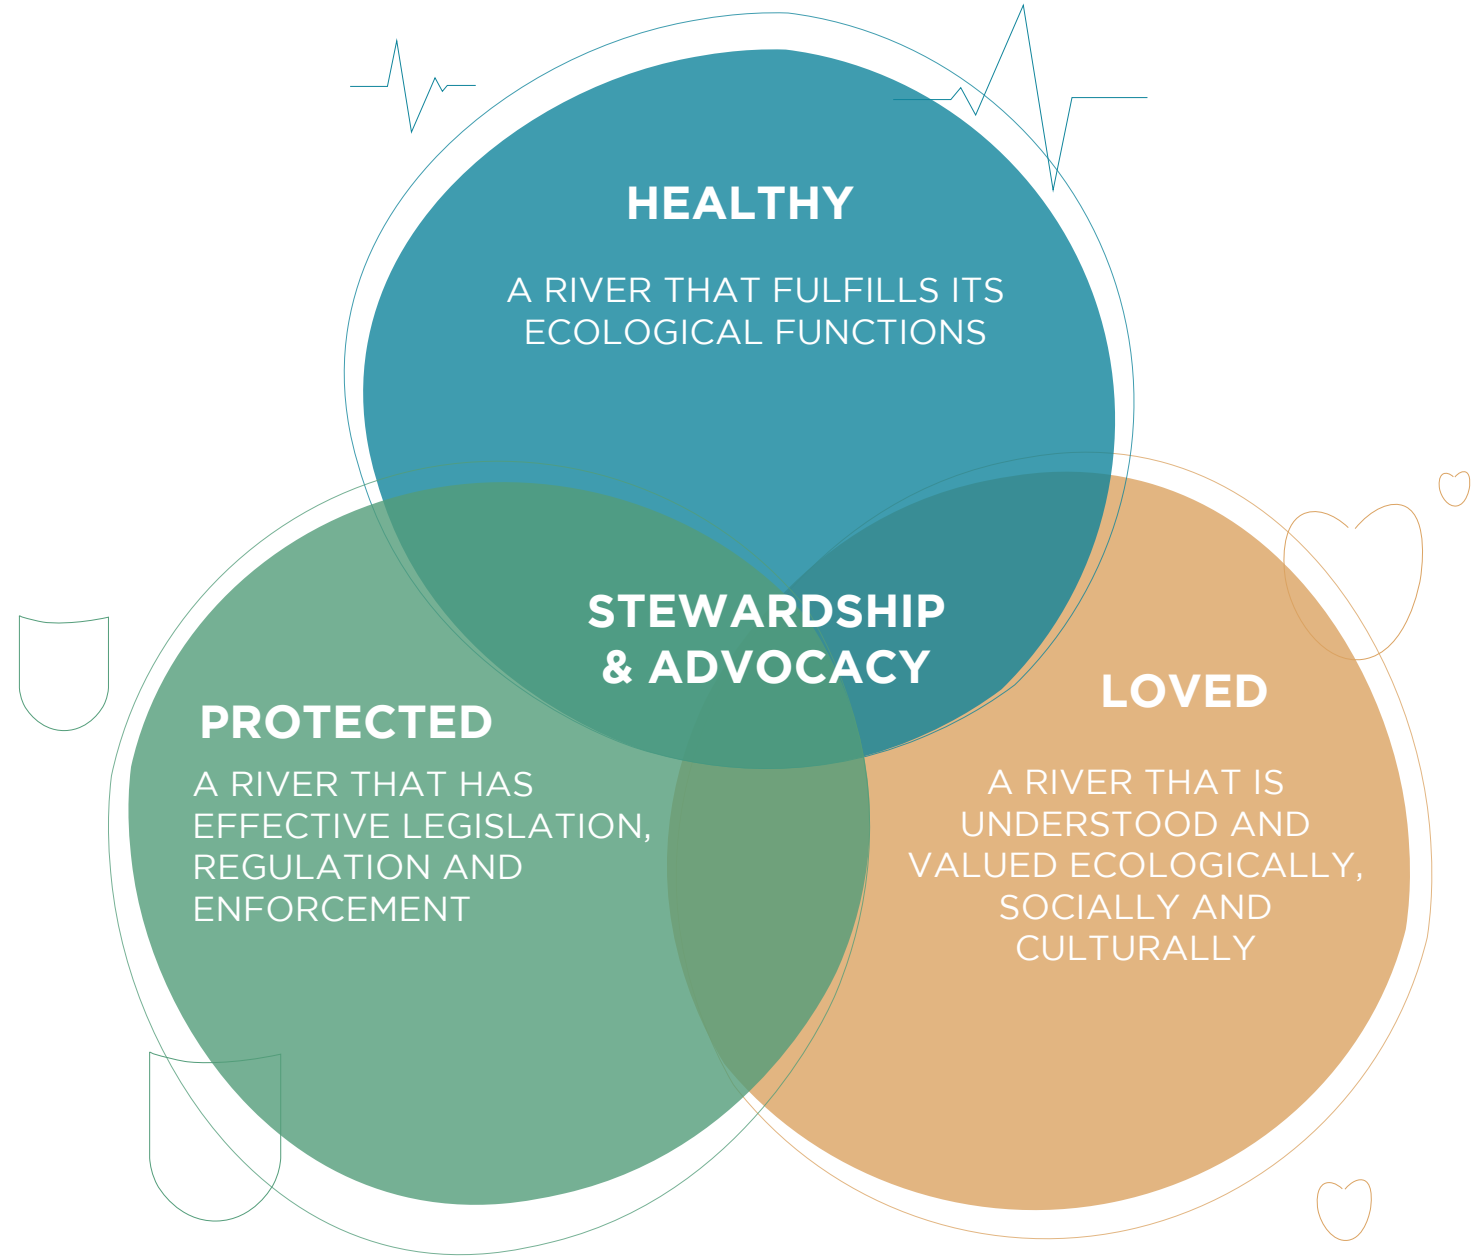 HEALTHY
A RIVER THAT FULFILLS ITS
ECOLOGICAL FUNCTIONS
STEWARDSHIP
& ADVOCACY
PROTECTED
A RIVER THAT HAS
EFFECTIVE LEGISLATION,
REGULATION AND
ENFORCEMENT
LOVED
A RIVER THAT IS
UNDERSTOOD AND
VALUED ECOLOGICALLY,
SOCIALLY AND
CULTURALLY